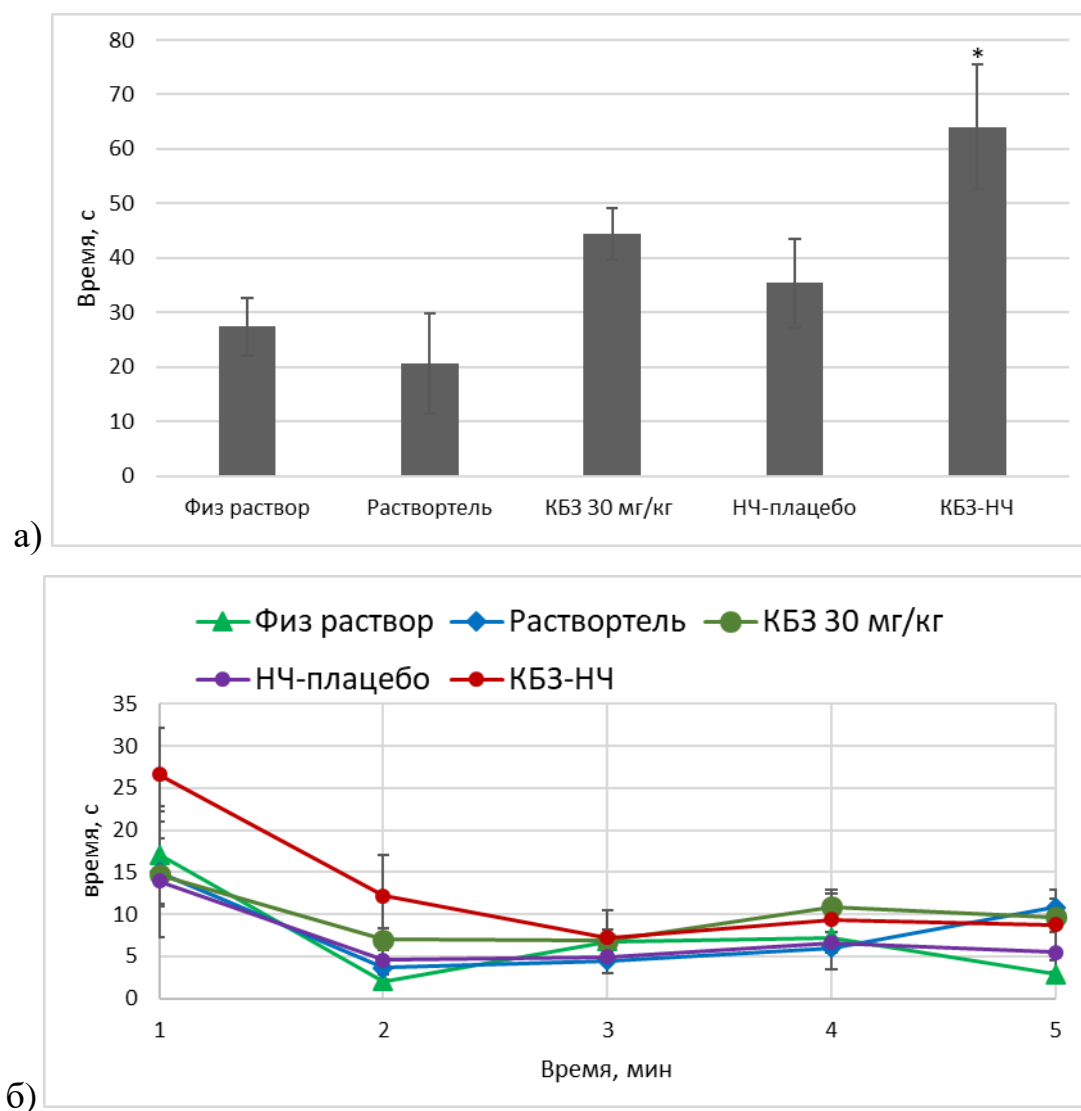 80
70
60
50
40
30
20
10
0
Время, с
*
Физ раствор Раствортель КБЗ 30 мг/кг НЧ-плацебо КБЗ-НЧ
а)
Физ раствор Раствортель КБЗ 30 мг/кг
НЧ-плацебо КБЗ-НЧ
35
30
25
20
15
10
5
0
время, с
1 2 3 4 5
Время, мин
б)